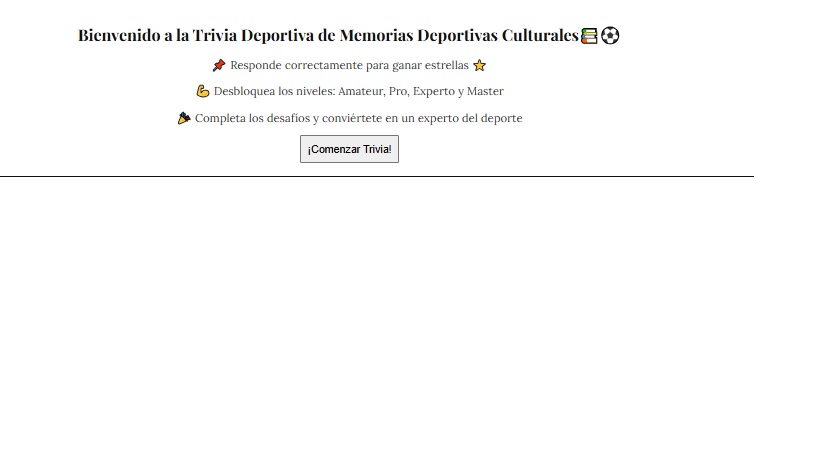 Bienvenido a la Trivia Deportiva de Memorias Deportivas Culturales📚⚽
📌 Responde correctamente para ganar estrellas ⭐
💪 Desbloquea los niveles: Amateur, Pro, Experto y Master
🎉 Completa los desafíos y conviértete en un experto del deporte
¡Comenzar Trivia!